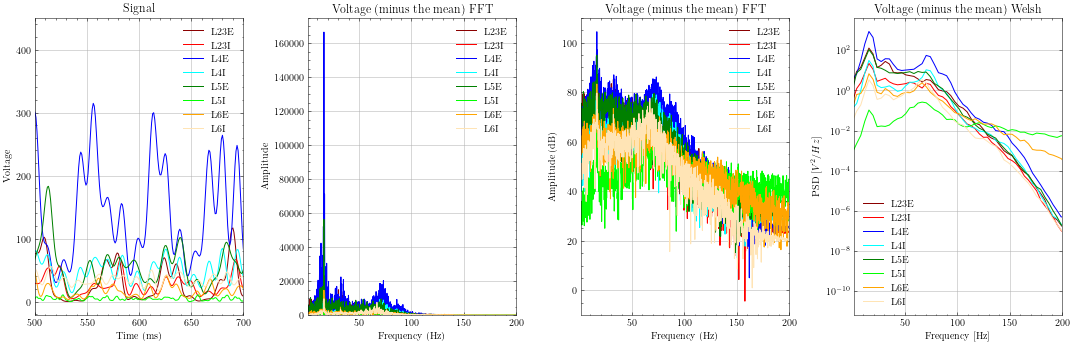 Signal
Voltage
400
300
200
100
0
500
550
600
650
700
Time (ms)
L23E
L23I
L4E
L4I
L5E
L5I
L6E
L6I
Voltage (minus the mean) FFT
Amplitude
160000
140000
120000
100000
80000
60000
40000
20000
0
50
100
150
200
Frequency (Hz)
L23E
L23I
L4E
L4I
L5E
L5I
L6E
L6I
Voltage (minus the mean) FFT
Amplitude (dB)
100
80
60
40
20
0
50
100
150
200
Frequency (Hz)
L23E
L23I
L4E
L4I
L5E
L5I
L6E
L6I
Voltage (minus the mean) Welsh
PSD [V^2/Hz]
10^2
10^0
10^-2
10^-4
10^-6
10^-8
10^-10
50
100
150
200
Frequency [Hz]
L23E
L23I
L4E
L4I
L5E
L5I
L6E
L6I